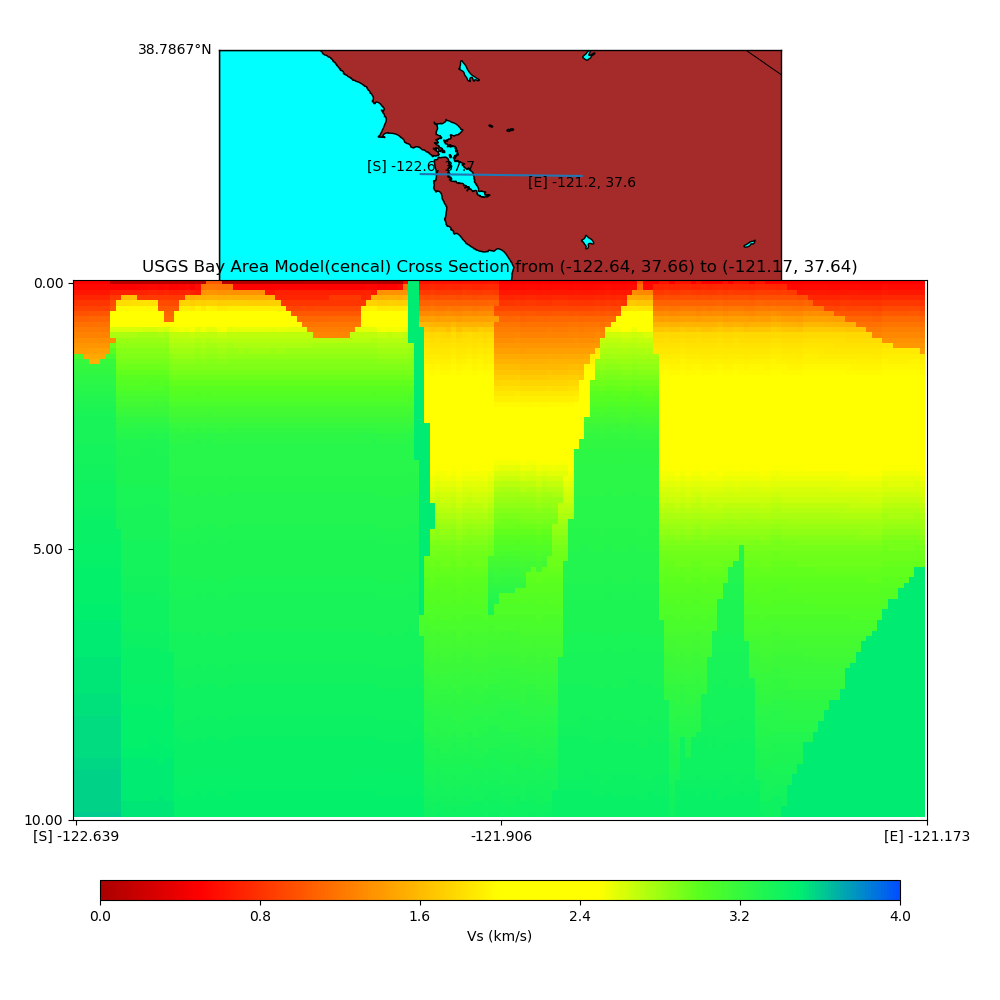 38.7867°N
[S] -122.6, 37.7
[E] -121.2, 37.6
USGS Bay Area Model(cencal) Cross Section from (-122.64, 37.66) to (-121.17, 37.64)
0.00
5.00
10.00
[S] -122.639 -121.906 [E] -121.173
0.0 0.8 1.6 2.4 3.2 4.0
Vs (km/s)